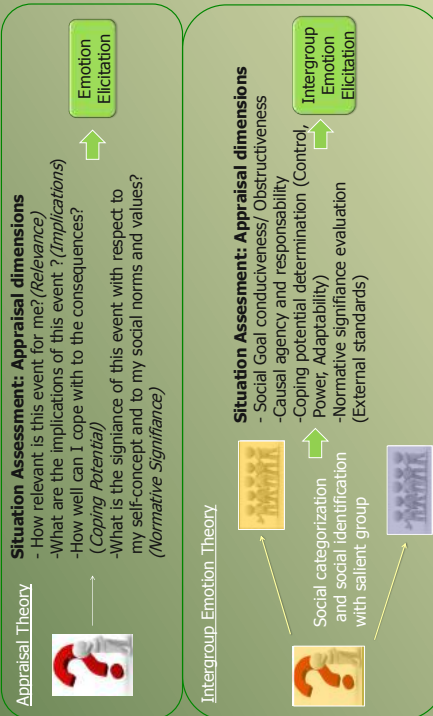 Appraisal Theory
Situation Assessment: Appraisal dimensions
- How relevant is this event for me? (Relevance)
-What are the implications of this event ? (Implications)
-How well can I cope with to the consequences?
(Coping Potential)
-What is the signiance of this event with respect to
my self-concept and to my social norms and values?
(Normative Signifiance)
Emotion
Elicitation
Intergroup Emotion Theory
Social categorization
and social identification
with salient group
Situation Assessment: Appraisal dimensions
- Social Goal conduciveness/ Obstructiveness
-Causal agency and responsability
-Coping potential determination (Control,
Power, Adaptability)
-Normative signifiance evaluation
(External standards)
Intergroup
Emotion
Elicitation